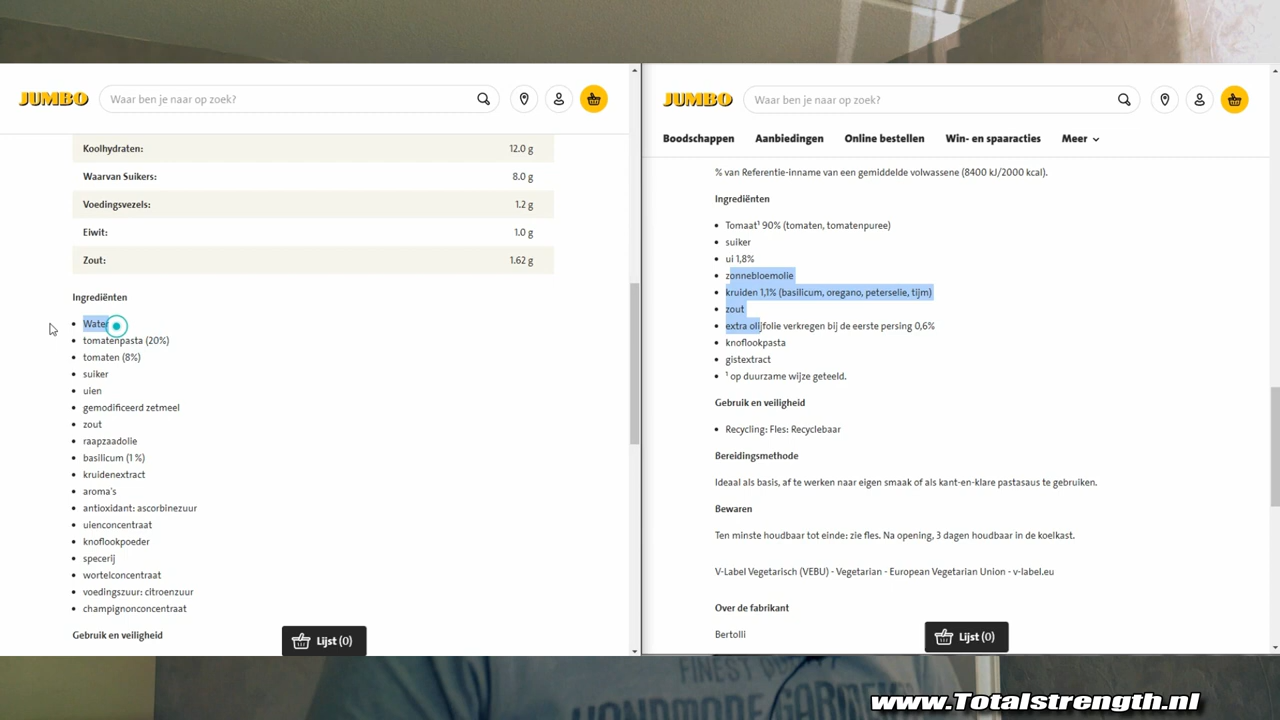 JUMBO
Waar ben je naar op zoek?
Koolhydraten: 12.0 g
Waarvan Suikers: 8.0 g
Voedingsvezels: 1.2 g
Eiwit: 1.0 g
Zout: 1.62 g
Ingrediënten
• Water
• tomatenpasta (20%)
• tomaten (8%)
• suiker
• uien
• gemodificeerd zetmeel
• zout
• raapzaadolie
• basilicum (1 %)
• kruidenextract
• aroma's
• antioxidant: ascorbinezuur
• uienconcentraat
• knoflookpoeder
• specerij
• wortelconcentraat
• voedingszuur: citroenzuur
• champignonconcentraat
Gebruik en veiligheid
Lijst (0)
JUMBO
Waar ben je naar op zoek?
Boodschappen Aanbiedingen Online bestellen Win- en spaaracties Meer
% van Referentie-inname van een gemiddelde volwassene (8400 kJ/2000 kcal).
Ingrediënten
• Tomaat¹ 90% (tomaten, tomatenpuree)
• suiker
• ui 1,8%
• zonnebloemolie
• kruiden 1,1% (basilicum, oregano, peterselie, tijm)
• zout
• extra olijfolie verkregen bij de eerste persing 0,6%
• knoflookpasta
• gistextract
• ¹ op duurzame wijze geteeld.
Gebruik en veiligheid
• Recycling: Fles: Recyclebaar
Bereidingsmethode
Ideaal als basis, af te werken naar eigen smaak of als kant-en-klare pastasaus te gebruiken.
Bewaren
Ten minste houdbaar tot einde: zie fles. Na opening, 3 dagen houdbaar in de koelkast.
V-Label Vegetarisch (VEBU) - Vegetarian - European Vegetarian Union - v-label.eu
Over de fabrikant
Bertolli
Lijst (0)
FINEST
HANDMADE GARME
www.Totalstrength.nl